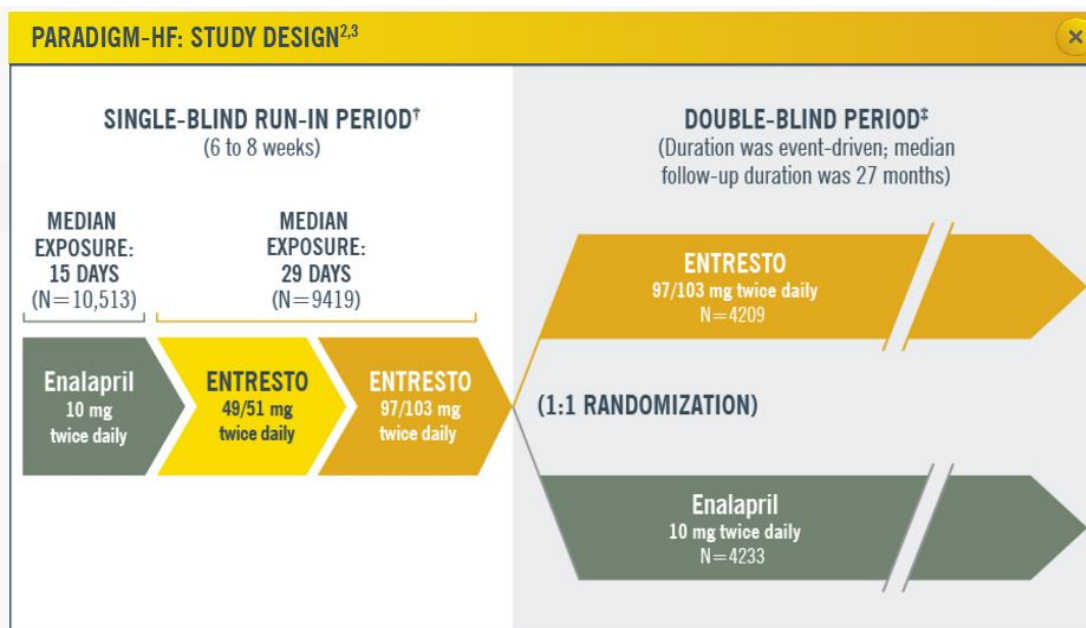 PARADIGM-HF: STUDY DESIGN2,3
SINGLE-BLIND RUN-IN PERIOD†
(6 to 8 weeks)
MEDIAN
EXPOSURE:
15 DAYS
(N=10,513)
MEDIAN
EXPOSURE:
29 DAYS
(N=9419)
Enalapril
10 mg
twice daily
ENTRESTO
49/51 mg
twice daily
ENTRESTO
97/103 mg
twice daily
DOUBLE-BLIND PERIOD‡
(Duration was event-driven; median
follow-up duration was 27 months)
ENTRESTO
97/103 mg twice daily
N=4209
(1:1 RANDOMIZATION)
Enalapril
10 mg twice daily
N=4233